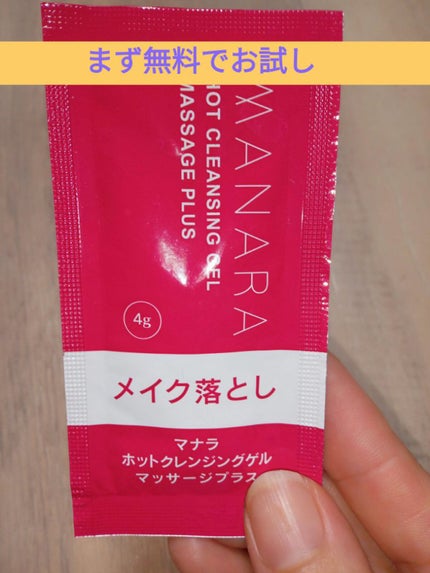 まず無料でお試し
MANARA
HOT CLEANSING GEL
MASSAGE PLUS
4g
メイク落とし
マナラ
ホットクレンジングゲル
マッサージプラス